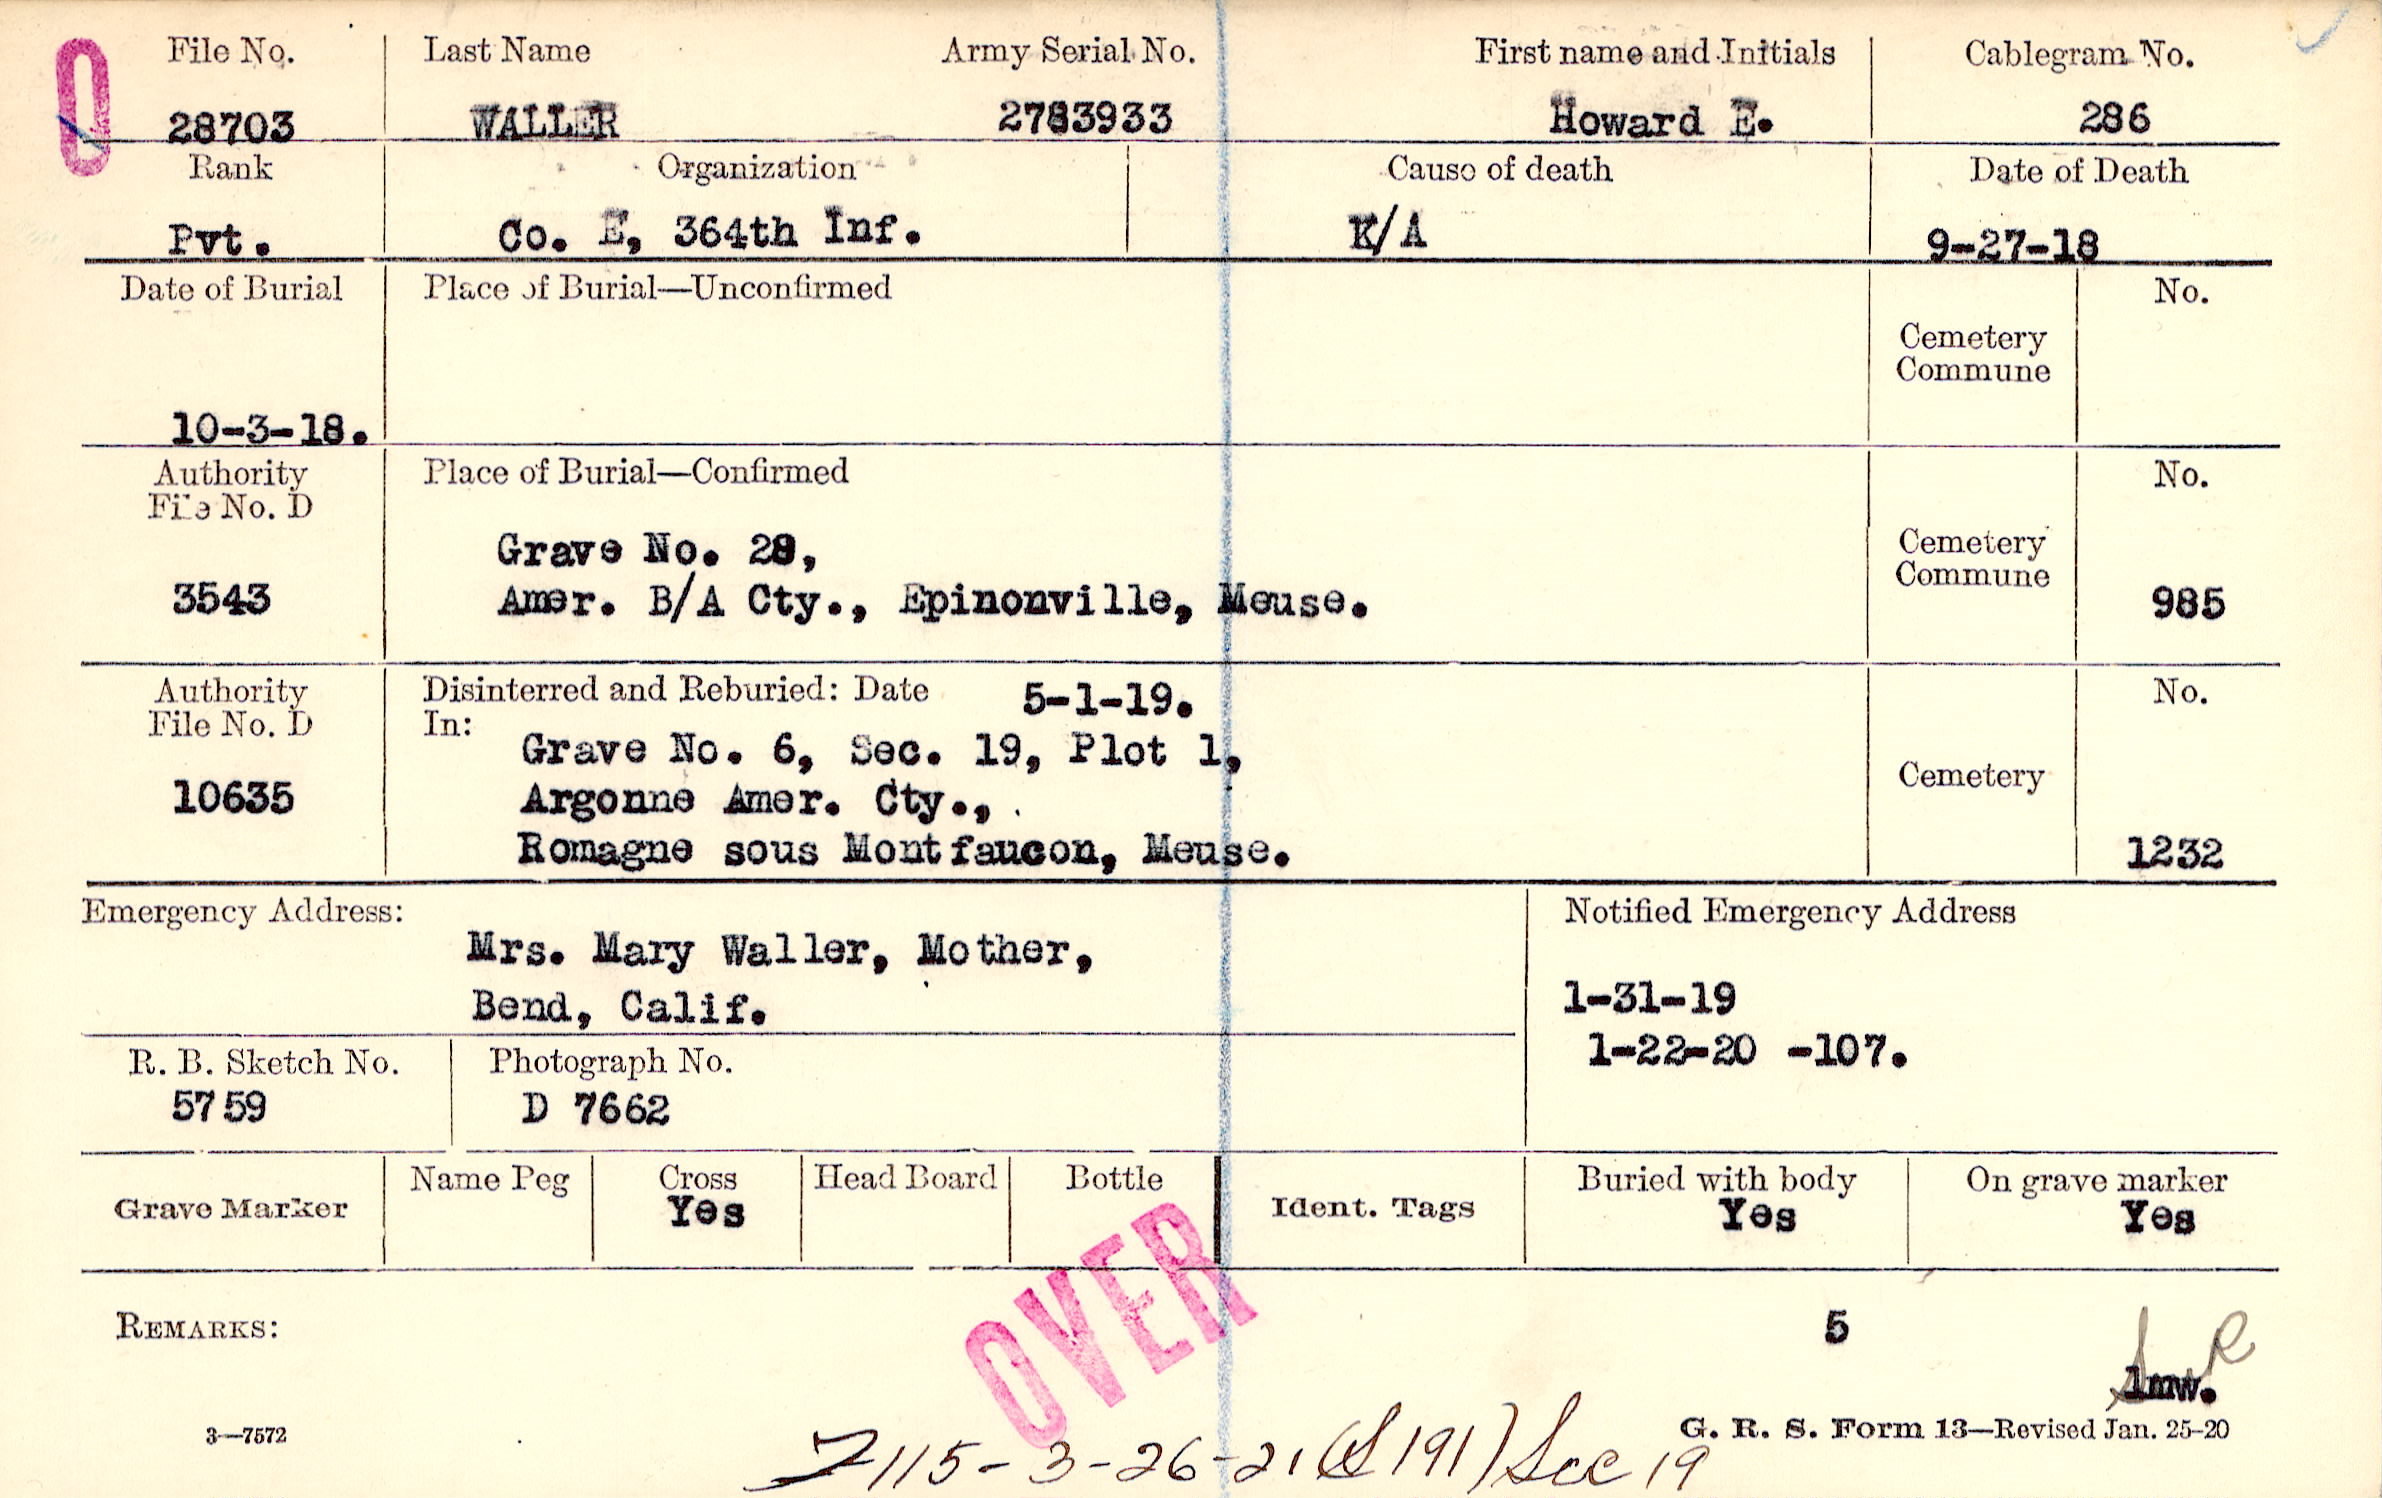 File No. Last Name Army Serial No. First name and Initials Cablegram No.
28703 WALLER 2783933 Howard E. 286
Rank Organization Cause of death Date of Death
Pvt. Co. E, 364th Inf. K/A 9-27-18
Date of Burial Place of Burial—Unconfirmed No.
Cemetery
Commune
10-3-18.
Authority Place of Burial—Confirmed No.
File No. D
Grave No. 28, Cemetery
Commune
3543 Amer. B/A Cty., Epinonville, Meuse. 985
Authority Disinterred and Reburied: Date 5-1-19. No.
File No. D In:
Grave No. 6, Sec. 19, Plot 1,
10635 Argonne Amer. Cty., Cemetery
Romagne sous Montfaucon, Meuse. 1232
Emergency Address: Notified Emergency Address
Mrs. Mary Waller, Mother,
Bend, Calif. 1-31-19
1-22-20 -107.
R. B. Sketch No. Photograph No.
5759 D 7662
Grave Marker Name Peg Cross Head Board Bottle Ident. Tags Buried with body On grave marker
Yes Yes Yes
OVER
REMARKS: 5
lmw.
3—7572 G. R. S. Form 13—Revised Jan. 25-20
115-3-26-21 (S191) Sec 19